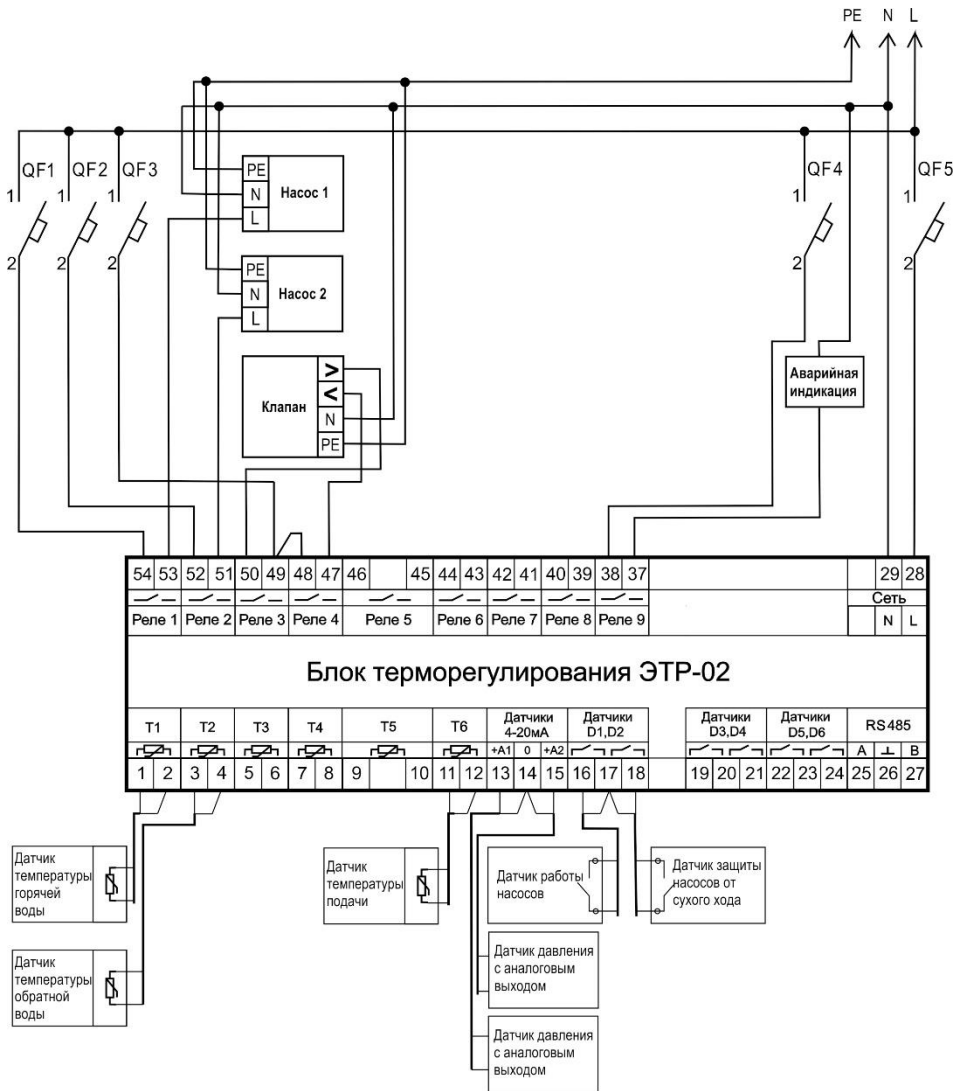 PE N L
QF1 QF2 QF3 QF4 QF5
1 1 1 1 1
2 2 2 2 2
PE
N
L
Насос 1
PE
N
L
Насос 2
>
<
N
PE
Клапан
Аварийная
индикация
54 53 52 51 50 49 48 47 46 45 44 43 42 41 40 39 38 37 29 28
Сеть
Реле 1 Реле 2 Реле 3 Реле 4 Реле 5 Реле 6 Реле 7 Реле 8 Реле 9 N L
Блок терморегулирования ЭТР-02
T1 T2 T3 T4 T5 T6
Датчики
4-20мА
Датчики
D1,D2
Датчики
D3,D4
Датчики
D5,D6
RS485
+A1 0 +A2 A ⊥ B
1 2 3 4 5 6 7 8 9 10 11 12 13 14 15 16 17 18 19 20 21 22 23 24 25 26 27
Датчик
температуры
горячей
воды
Датчик
температуры
подачи
Датчик работы
насосов
Датчик защиты
насосов от
сухого хода
Датчик
температуры
обратной
воды
Датчик давления
с аналоговым
выходом
Датчик давления
с аналоговым
выходом